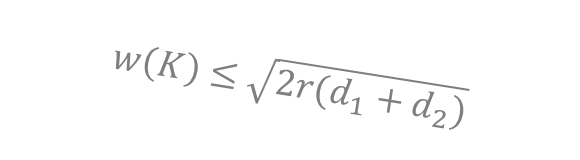 w(K) ≤ √(2r(d₁ + d₂))